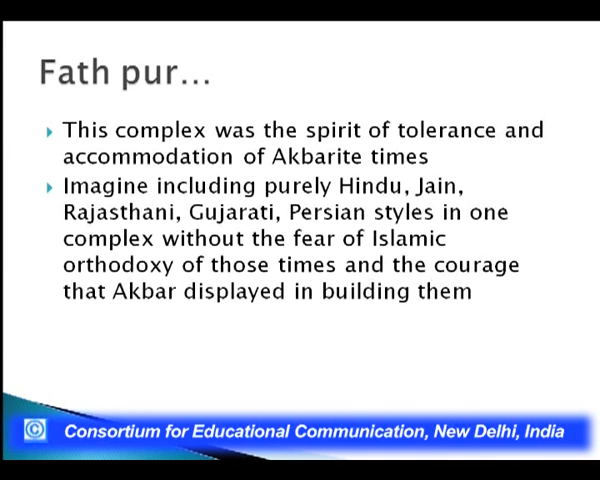 Fath pur...
This complex was the spirit of tolerance and
accommodation of Akbarite times
Imagine including purely Hindu, Jain,
Rajasthani, Gujarati, Persian styles in one
complex without the fear of Islamic
orthodoxy of those times and the courage
that Akbar displayed in building them
© Consortium for Educational Communication, New Delhi, India